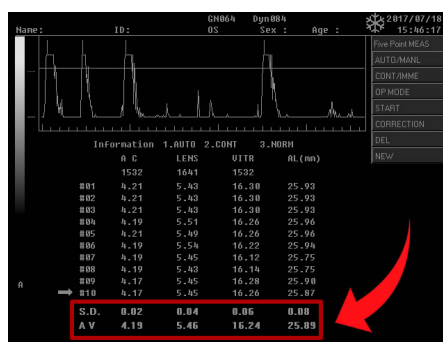 GN064 Dyn084 2017/07/18
Name: ID: OS Sex : Age : 15:46:17
Five Point MEAS
AUTO/MANL
CONT/IMME
OP MODE
START
CORRECTION
DEL
NEW
Information 1.AUTO 2.CONT 3.NORM
A C LENS VITR AL(mm)
1532 1641 1532
#01 4.21 5.43 16.30 25.93
#02 4.21 5.43 16.30 25.93
#03 4.21 5.43 16.30 25.93
#04 4.19 5.51 16.26 25.96
#05 4.21 5.49 16.26 25.96
#06 4.19 5.54 16.22 25.94
#07 4.19 5.45 16.12 25.75
#08 4.19 5.43 16.14 25.75
#09 4.17 5.45 16.28 25.90
A #10 4.17 5.45 16.26 25.87
S.D. 0.02 0.04 0.06 0.08
A V 4.19 5.46 16.24 25.89